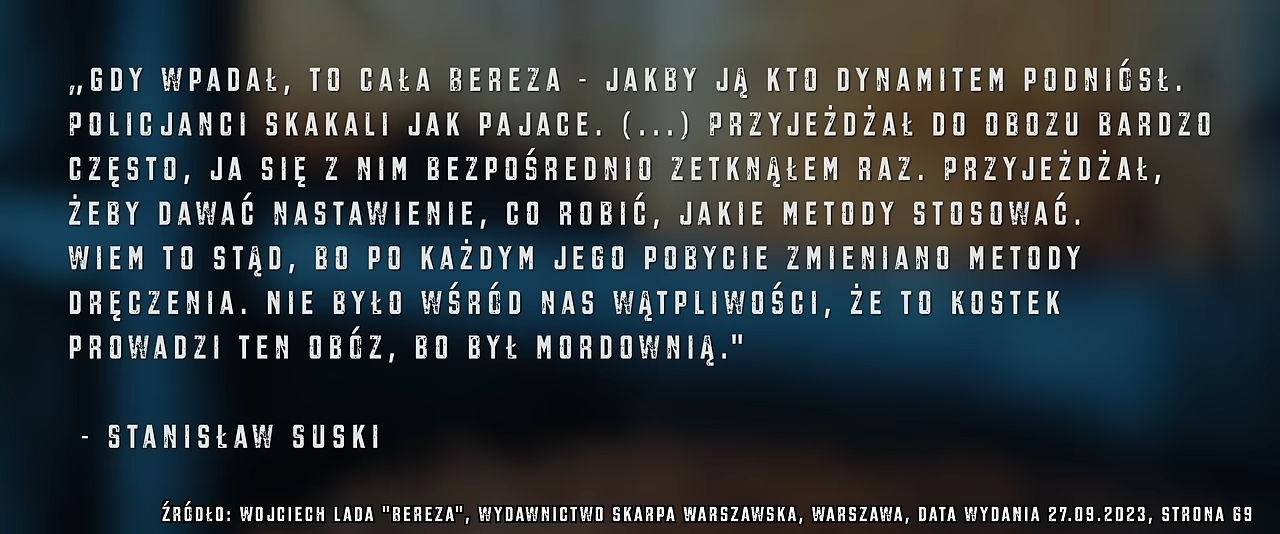 „GDY WPADAŁ, TO CAŁA BEREZA - JAKBY JĄ KTO DYNAMITEM PODNIÓSŁ.
POLICJANCI SKAKALI JAK PAJACE. (...) PRZYJEŻDŻAŁ DO OBOZU BARDZO
CZĘSTO, JA SIĘ Z NIM BEZPOŚREDNIO ZETKNĄŁEM RAZ. PRZYJEŻDŻAŁ,
ŻEBY DAWAĆ NASTAWIENIE, CO ROBIĆ, JAKIE METODY STOSOWAĆ.
WIEM TO STĄD, BO PO KAŻDYM JEGO POBYCIE ZMIENIANO METODY
DRĘCZENIA. NIE BYŁO WŚRÓD NAS WĄTPLIWOŚCI, ŻE TO KOSTEK
PROWADZI TEN OBÓZ, BO BYŁ MORDOWNIĄ."
- STANISŁAW SUSKI
ŹRÓDŁO: WOJCIECH LADA "BEREZA", WYDAWNICTWO SKARPA WARSZAWSKA, WARSZAWA, DATA WYDANIA 27.09.2023, STRONA 69